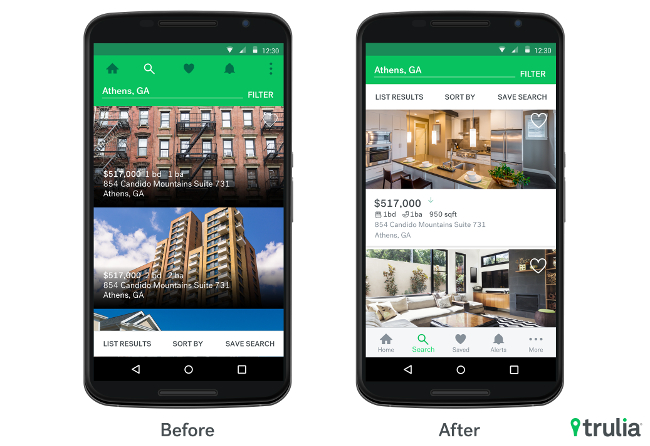 12:30
Athens, GA
FILTER
$517,000 1 bd 1 ba
854 Candido Mountains Suite 731
Athens, GA
$517,000 2 bd 2 ba
854 Candido Mountains Suite 731
Athens, GA
LIST RESULTS SORT BY SAVE SEARCH
Before
12:30
Athens, GA
FILTER
LIST RESULTS SORT BY SAVE SEARCH
$517,000
1bd 1ba 950 sqft
854 Candido Mountains Suite 731
Athens, GA
Home Search Saved Alerts More
After
trulia